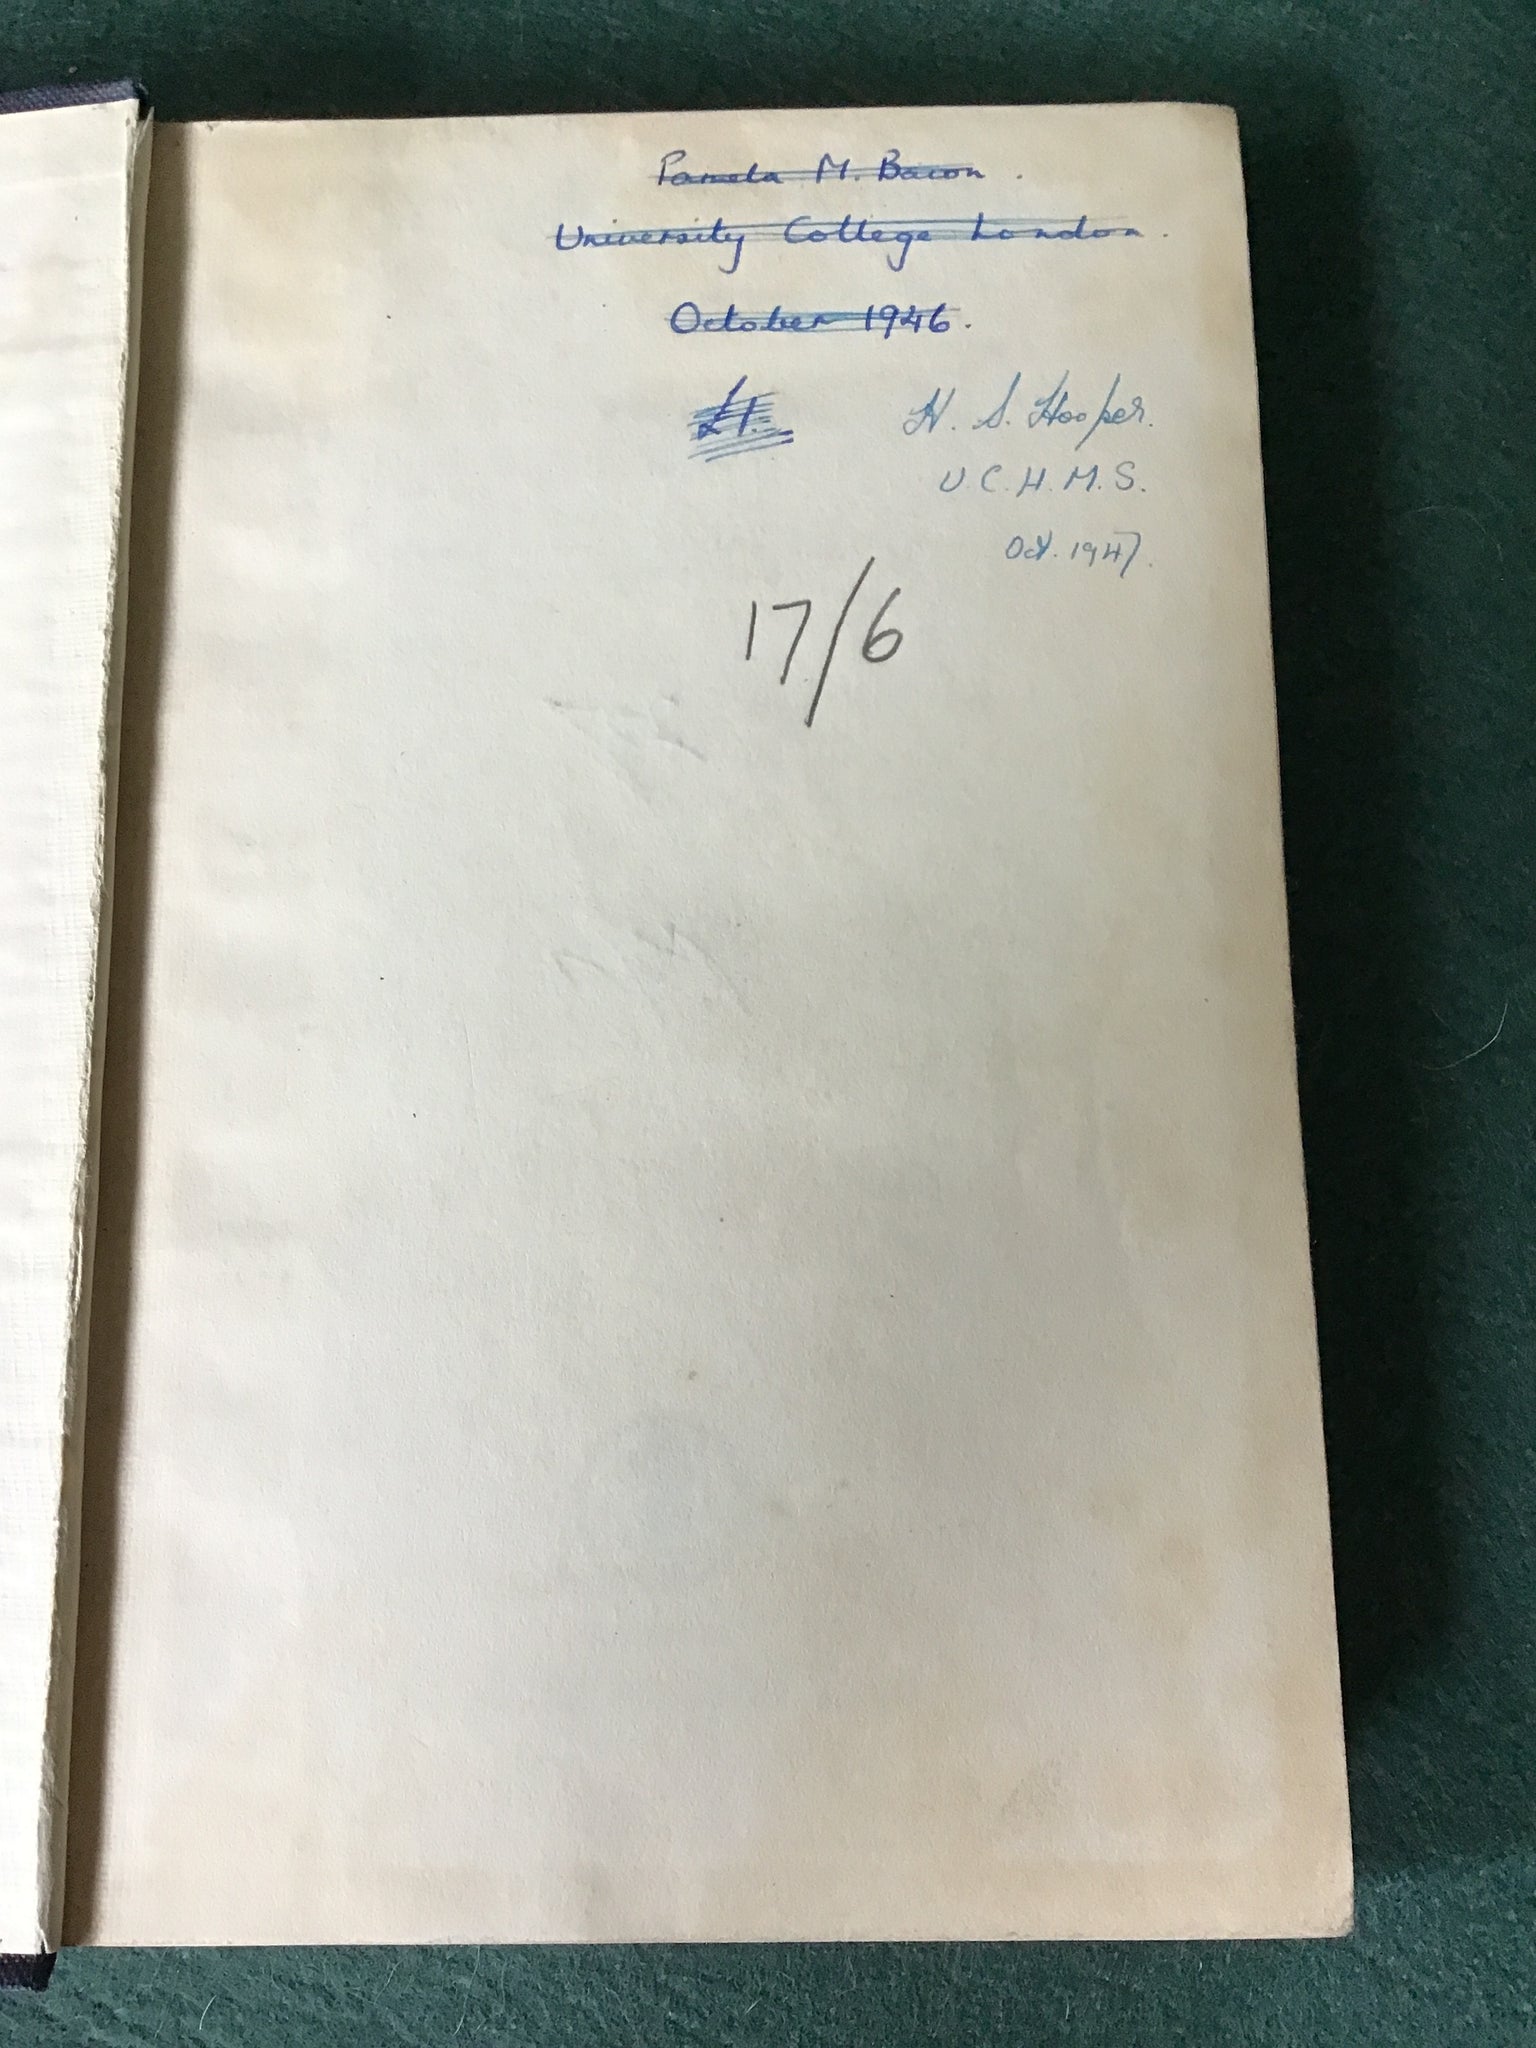 Pamela M. Bacon.
University College London.
October 1946.
£1. H. S. Hooper.
U.C.H.M.S.
Oct. 1947.
17/6